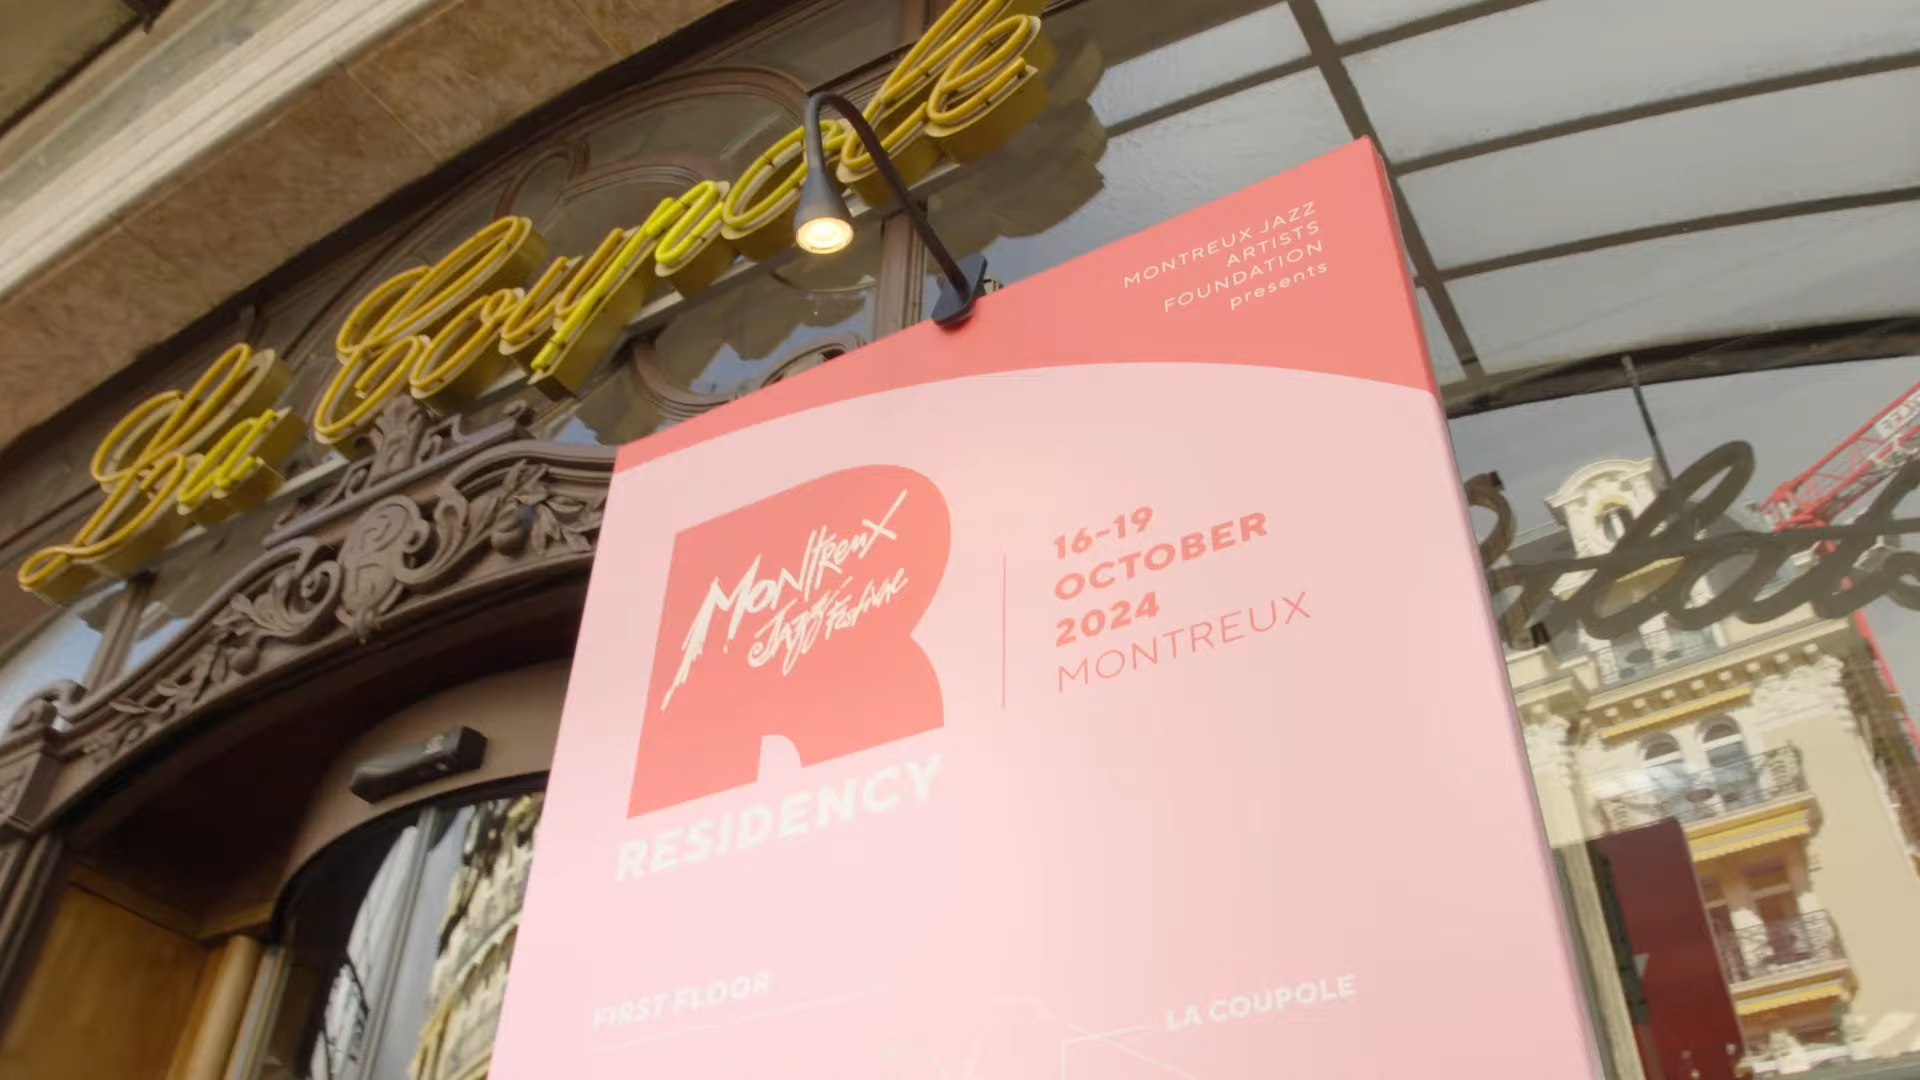 La Coupole
MONTREUX JAZZ
ARTISTS
FOUNDATION
presents
MONTREUX
JAZZ FESTIVAL
16-19
OCTOBER
2024
MONTREUX
RESIDENCY
FIRST FLOOR
LA COUPOLE